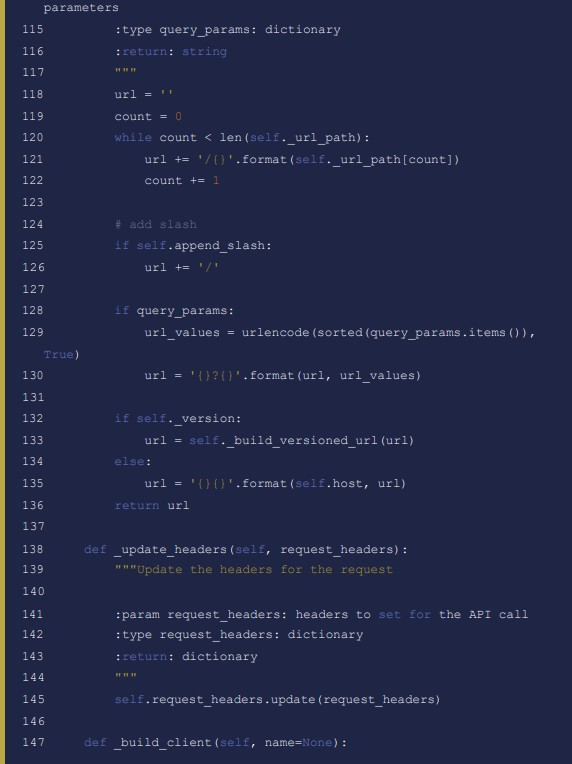 parameters
115         :type query_params: dictionary
116         :return: string
117         """
118         url = ''
119         count = 0
120         while count < len(self._url_path):
121             url += '/{}'.format(self._url_path[count])
122             count += 1
123
124         # add slash
125         if self.append_slash:
126             url += '/'
127
128         if query_params:
129             url_values = urlencode(sorted(query_params.items()),
True)
130             url = '{}?{}'.format(url, url_values)
131
132         if self._version:
133             url = self._build_versioned_url(url)
134         else:
135             url = '{}{}'.format(self.host, url)
136         return url
137
138     def _update_headers(self, request_headers):
139         """Update the headers for the request
140
141         :param request_headers: headers to set for the API call
142         :type request_headers: dictionary
143         :return: dictionary
144         """
145         self.request_headers.update(request_headers)
146
147     def _build_client(self, name=None):